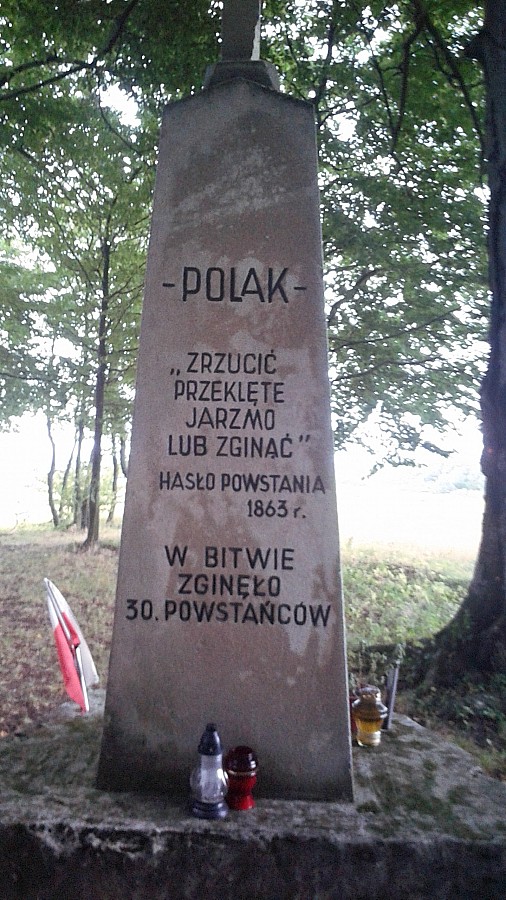 -POLAK-
„ZRZUCIĆ
PRZEKLĘTE
JARZMO
LUB ZGINĄĆ"
HASŁO POWSTANIA
1863 r.
W BITWIE
ZGINĘŁO
30. POWSTAŃCÓW